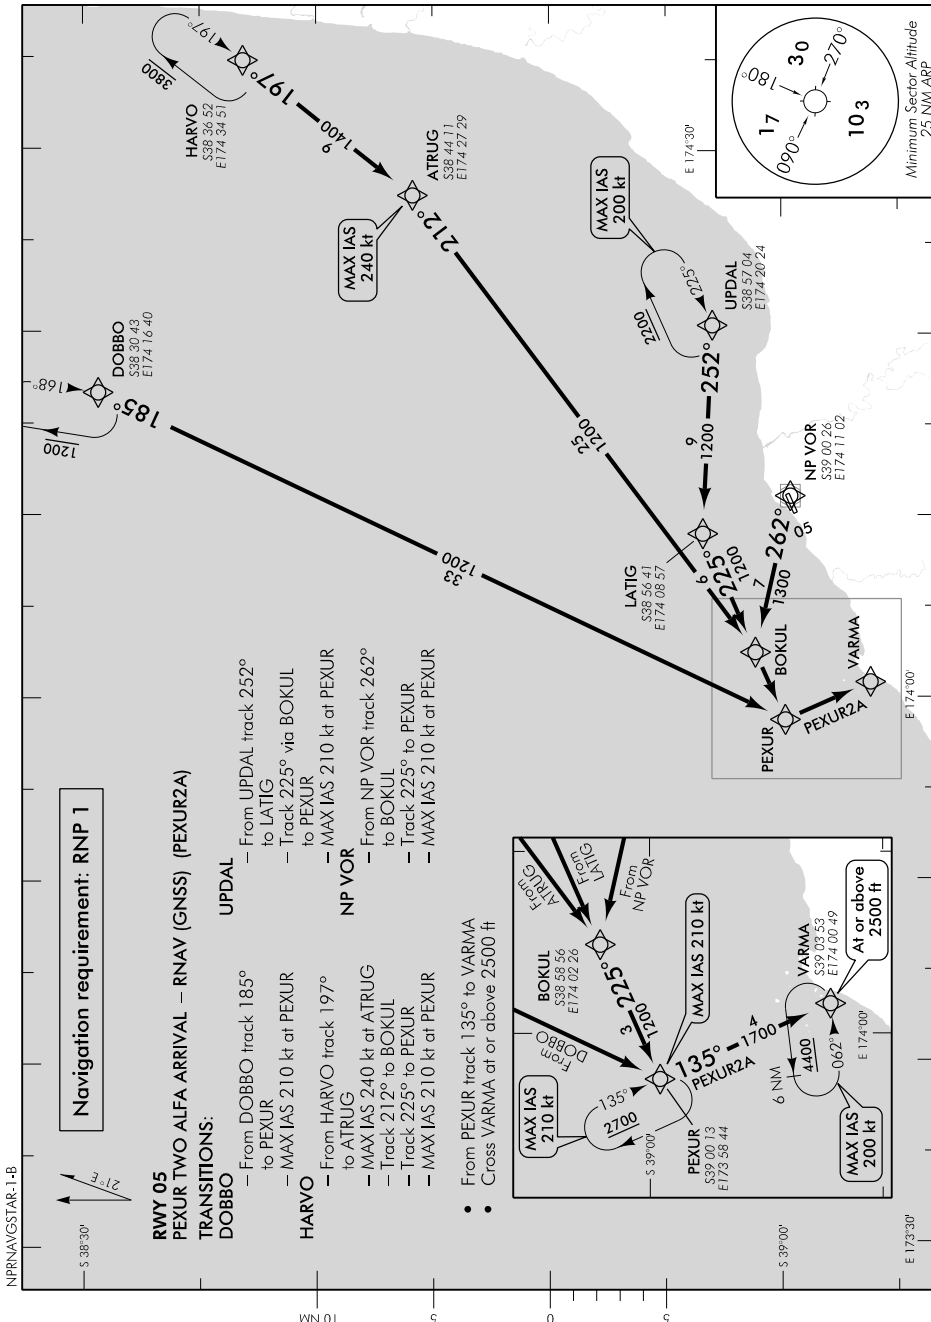 NPRNAVGSTAR-1-B
21°E
Navigation requirement: RNP 1
RWY 05
PEXUR TWO ALFA ARRIVAL – RNAV (GNSS) (PEXUR2A)
TRANSITIONS:
DOBBO
– From DOBBO track 185°
to PEXUR
– MAX IAS 210 kt at PEXUR
HARVO
– From HARVO track 197°
to ATRUG
– MAX IAS 240 kt at ATRUG
– Track 212° to BOKUL
– Track 225° to PEXUR
– MAX IAS 210 kt at PEXUR
UPDAL
– From UPDAL track 252°
to LATIG
– Track 225° via BOKUL
to PEXUR
– MAX IAS 210 kt at PEXUR
NP VOR
– From NP VOR track 262°
to BOKUL
– Track 225° to PEXUR
– MAX IAS 210 kt at PEXUR
• From PEXUR track 135° to VARMA
• Cross VARMA at or above 2500 ft
168°
1200
DOBBO
S38 30 43
E174 16 40
185°
33
1200
197°
3800
HARVO
S38 36 52
E174 34 51
197°
9
1400
ATRUG
S38 44 11
E174 27 29
MAX IAS
240 kt
212°
25
1200
MAX IAS
200 kt
225°
2200
UPDAL
S38 57 04
E174 20 24
252°
9
1200
LATIG
S38 56 41
E174 08 57
225°
6
1200
NP VOR
S39 00 26
E174 11 02
05
262°
7
1300
BOKUL
PEXUR
PEXUR2A
VARMA
From
DOBBO
From
ATRUG
From
LATIG
From
NP VOR
BOKUL
S38 58 56
E174 02 26
225°
3
1200
MAX IAS
210 kt
135°
2700
MAX IAS 210 kt
PEXUR
S39 00 13
E173 58 44
S 39°00'
135°
4
1700
PEXUR2A
VARMA
S39 03 53
E174 00 49
At or above
2500 ft
6 NM
4400
062°
MAX IAS
200 kt
E 174°00'
180°
270°
090°
17
30
103
Minimum Sector Altitude
25 NM ARP
S 38°30'
S 39°00'
E 173°30'
E 174°00'
E 174°30'
10 NM
5
0
5